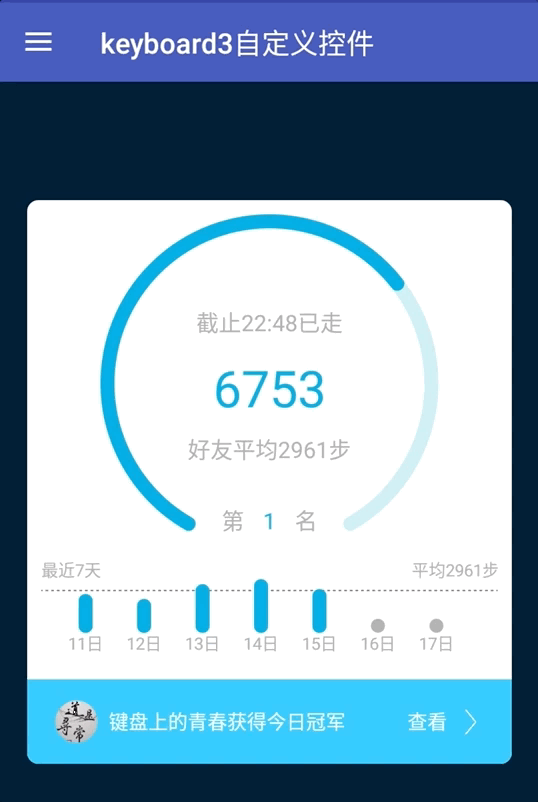 keyboard3自定义控件
截止22:48已走
6753
好友平均2961步
第 1 名
最近7天 平均2961步
11日 12日 13日 14日 15日 16日 17日
道是
寻常
键盘上的青春获得今日冠军 查看